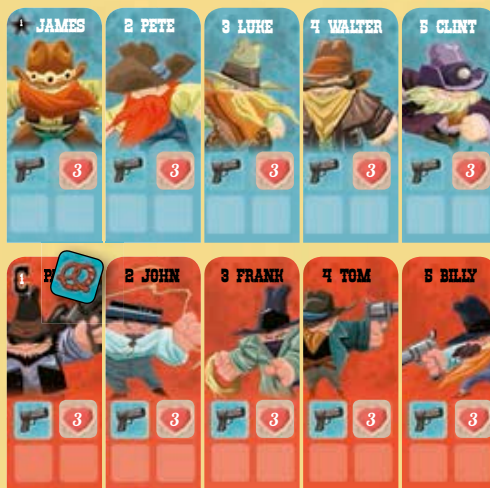 1 JAMES 2 PETE 3 LUKE 4 WALTER 5 CLINT
3 3 3 3 3
1 2 JOHN 3 FRANK 4 TOM 5 BILLY
3 3 3 3 3